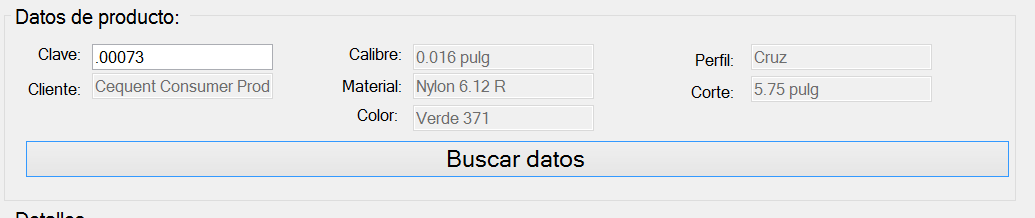 Datos de producto:
Clave: .00073
Cliente: Cequent Consumer Prod
Calibre: 0.016 pulg
Material: Nylon 6.12 R
Color: Verde 371
Perfil: Cruz
Corte: 5.75 pulg
Buscar datos
Detalles